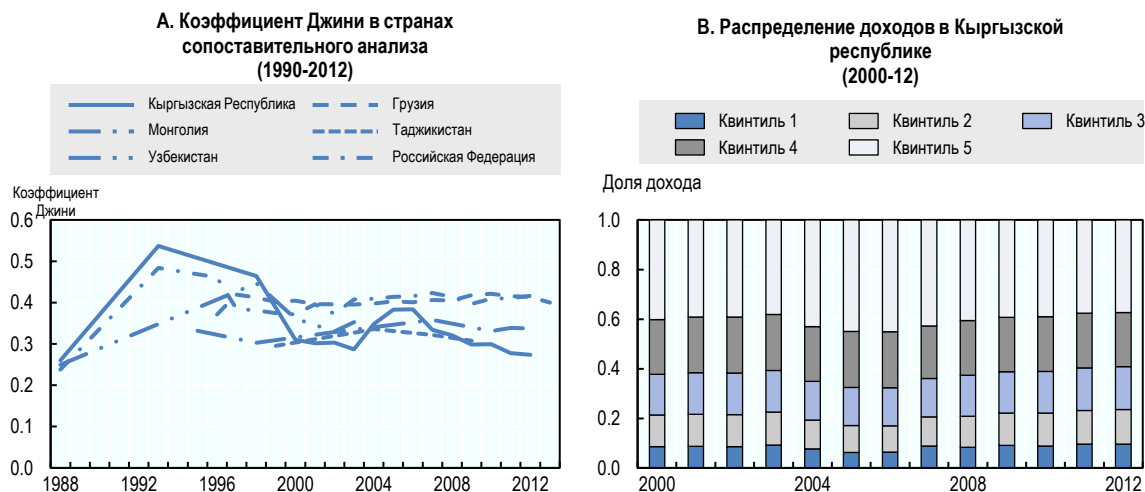 A. Коэффициент Джини в странах
сопоставительного анализа
(1990-2012)
Кыргызская Республика
Грузия
Монголия
Таджикистан
Узбекистан
Российская Федерация
Коэффициент
Джини
0.6
0.5
0.4
0.3
0.2
0.1
0.0
1988 1992 1996 2000 2004 2008 2012
B. Распределение доходов в Кыргызской
республике
(2000-12)
Квинтиль 1
Квинтиль 2
Квинтиль 3
Квинтиль 4
Квинтиль 5
Доля дохода
1.0
0.8
0.6
0.4
0.2
0.0
2000 2004 2008 2012